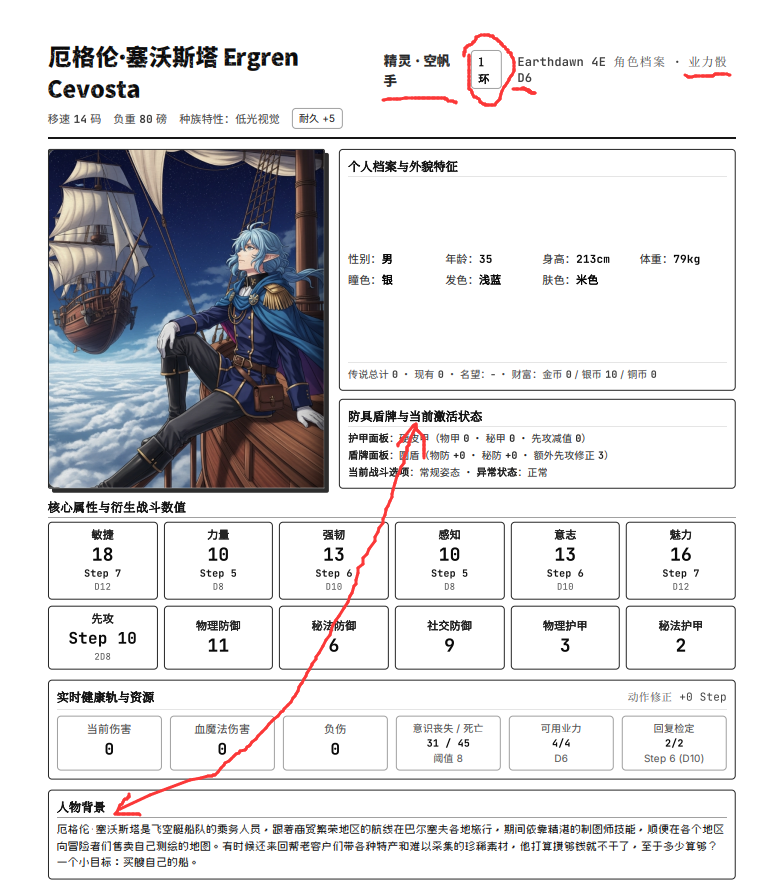 厄格伦·塞沃斯塔 Ergren
Cevosta
精灵·空帆
手
1
环
Earthdawn 4E 角色档案 · 业力骰
D6
移速 14 码 负重 80 磅 种族特性: 低光视觉 耐久 +5
个人档案与外貌特征
性别: 男 年龄: 35 身高: 213cm 体重: 79kg
瞳色: 银 发色: 浅蓝 肤色: 米色
传说总计 0 · 现有 0 · 名望: - · 财富: 金币 0 / 银币 10 / 铜币 0
防具盾牌与当前激活状态
护甲面板: 硬皮甲 (物甲 0 · 秘甲 0 · 先攻减值 0)
盾牌面板: 圆盾 (物防 +0 · 秘防 +0 · 额外先攻修正 3)
当前战斗选项: 常规姿态 · 异常状态: 正常
核心属性与衍生战斗数值
敏捷 力量 强韧 感知 意志 魅力
18 10 13 10 13 16
Step 7 Step 5 Step 6 Step 5 Step 6 Step 7
D12 D8 D10 D8 D10 D12
先攻 物理防御 秘法防御 社交防御 物理护甲 秘法护甲
Step 10 11 6 9 3 2
2D8
实时健康轨与资源 动作修正 +0 Step
当前伤害 血魔法伤害 负伤 意识丧失 / 死亡 可用业力 回复检定
0 0 0 31 / 45 4/4 2/2
阈值 8 D6 Step 6 (D10)
人物背景
厄格伦·塞沃斯塔是飞空艇船队的乘务人员，跟着商贸繁荣地区的航线在巴尔塞夫各地旅行，期间依靠精湛的制图师技能，顺便在各个地区
向冒险者们售卖自己测绘的地图。有时候还来回帮老客户们带各种特产和难以采集的珍稀素材，他打算攒够钱就不干了，至于多少算够？
一个小目标：买艘自己的船。